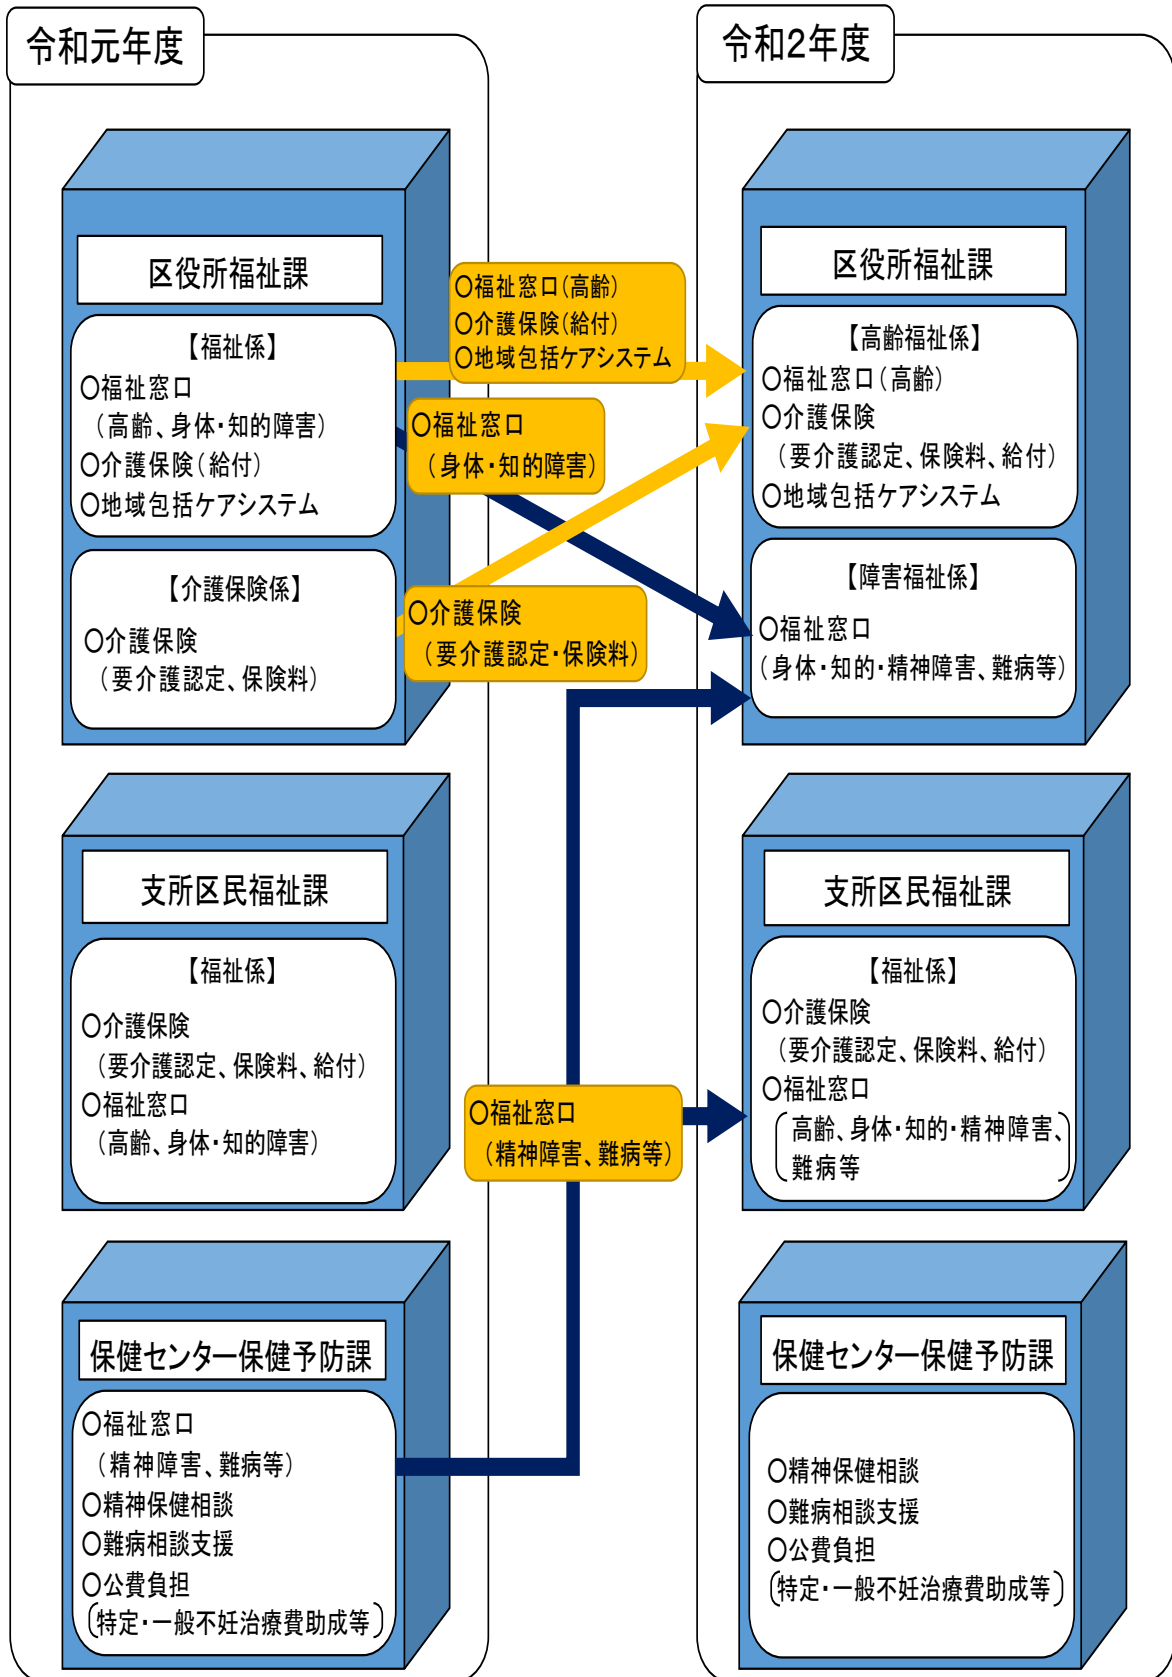 令和元年度
区役所福祉課
【福祉係】
○福祉窓口
（高齢、身体・知的障害）
○介護保険（給付）
○地域包括ケアシステム
【介護保険係】
○介護保険
（要介護認定、保険料）
支所区民福祉課
【福祉係】
○介護保険
（要介護認定、保険料、給付）
○福祉窓口
（高齢、身体・知的障害）
保健センター保健予防課
○福祉窓口
（精神障害、難病等）
○精神保健相談
○難病相談支援
○公費負担
（特定・一般不妊治療費助成等）
○福祉窓口（高齢）
○介護保険（給付）
○地域包括ケアシステム
○福祉窓口
（身体・知的障害）
○介護保険
（要介護認定・保険料）
○福祉窓口
（精神障害、難病等）
令和２年度
区役所福祉課
【高齢福祉係】
○福祉窓口（高齢）
○介護保険
（要介護認定、保険料、給付）
○地域包括ケアシステム
【障害福祉係】
○福祉窓口
（身体・知的・精神障害、難病等）
支所区民福祉課
【福祉係】
○介護保険
（要介護認定、保険料、給付）
○福祉窓口
（高齢、身体・知的・精神障害、
難病等）
保健センター保健予防課
○精神保健相談
○難病相談支援
○公費負担
（特定・一般不妊治療費助成等）